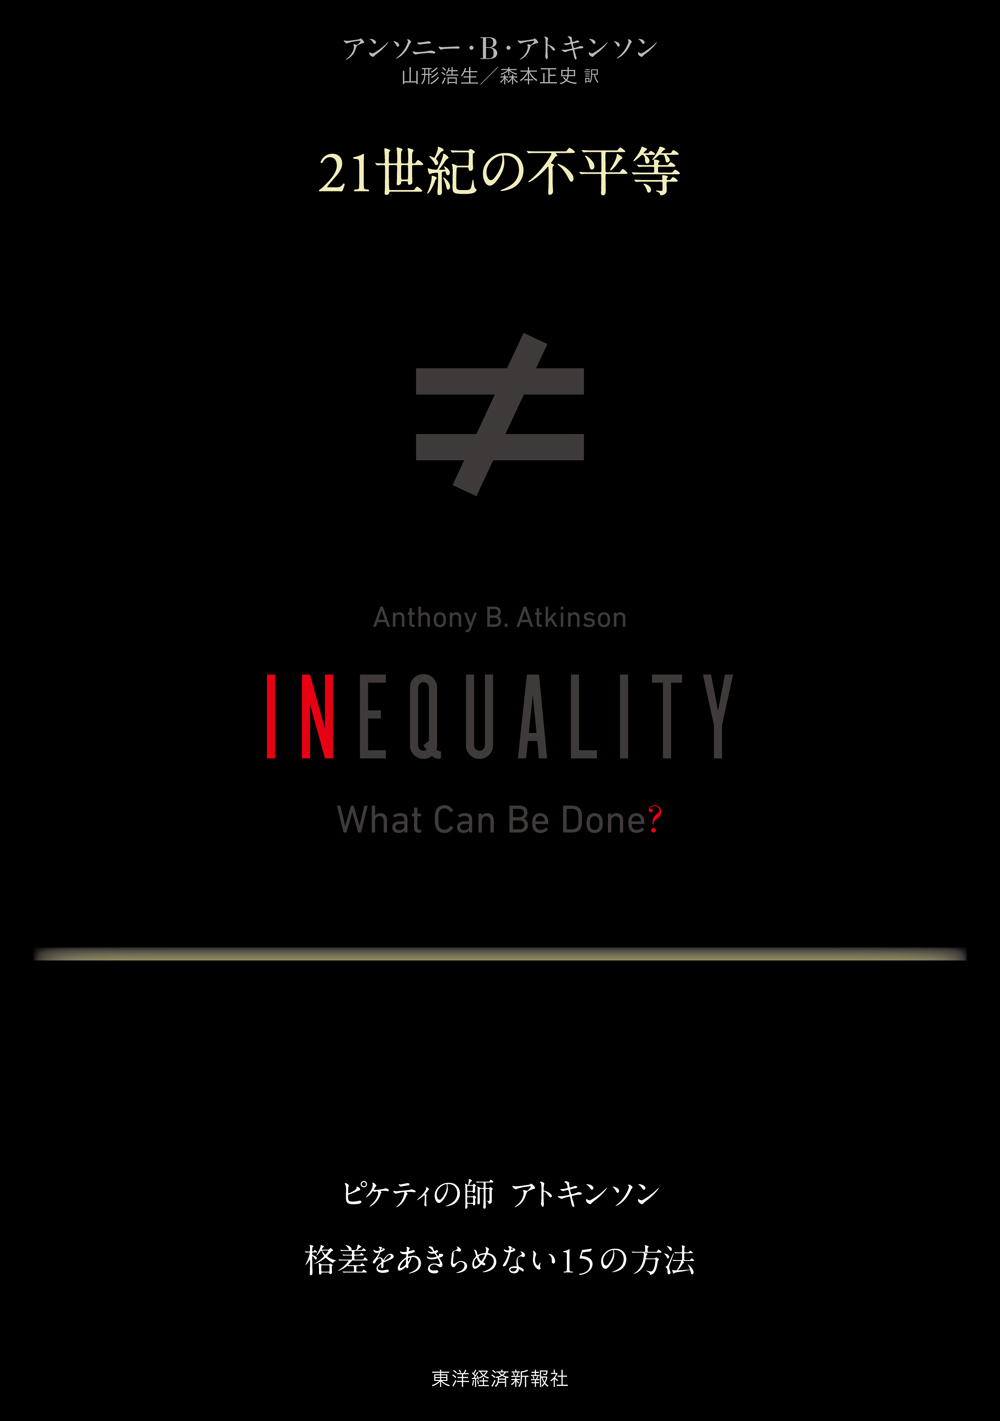 アンソニー・B・アトキンソン
山形浩生／森本正史 訳
21世紀の不平等
≠
Anthony B. Atkinson
INEQUALITY
What Can Be Done?
ピケティの師 アトキンソン
格差をあきらめない15の方法
東洋経済新報社